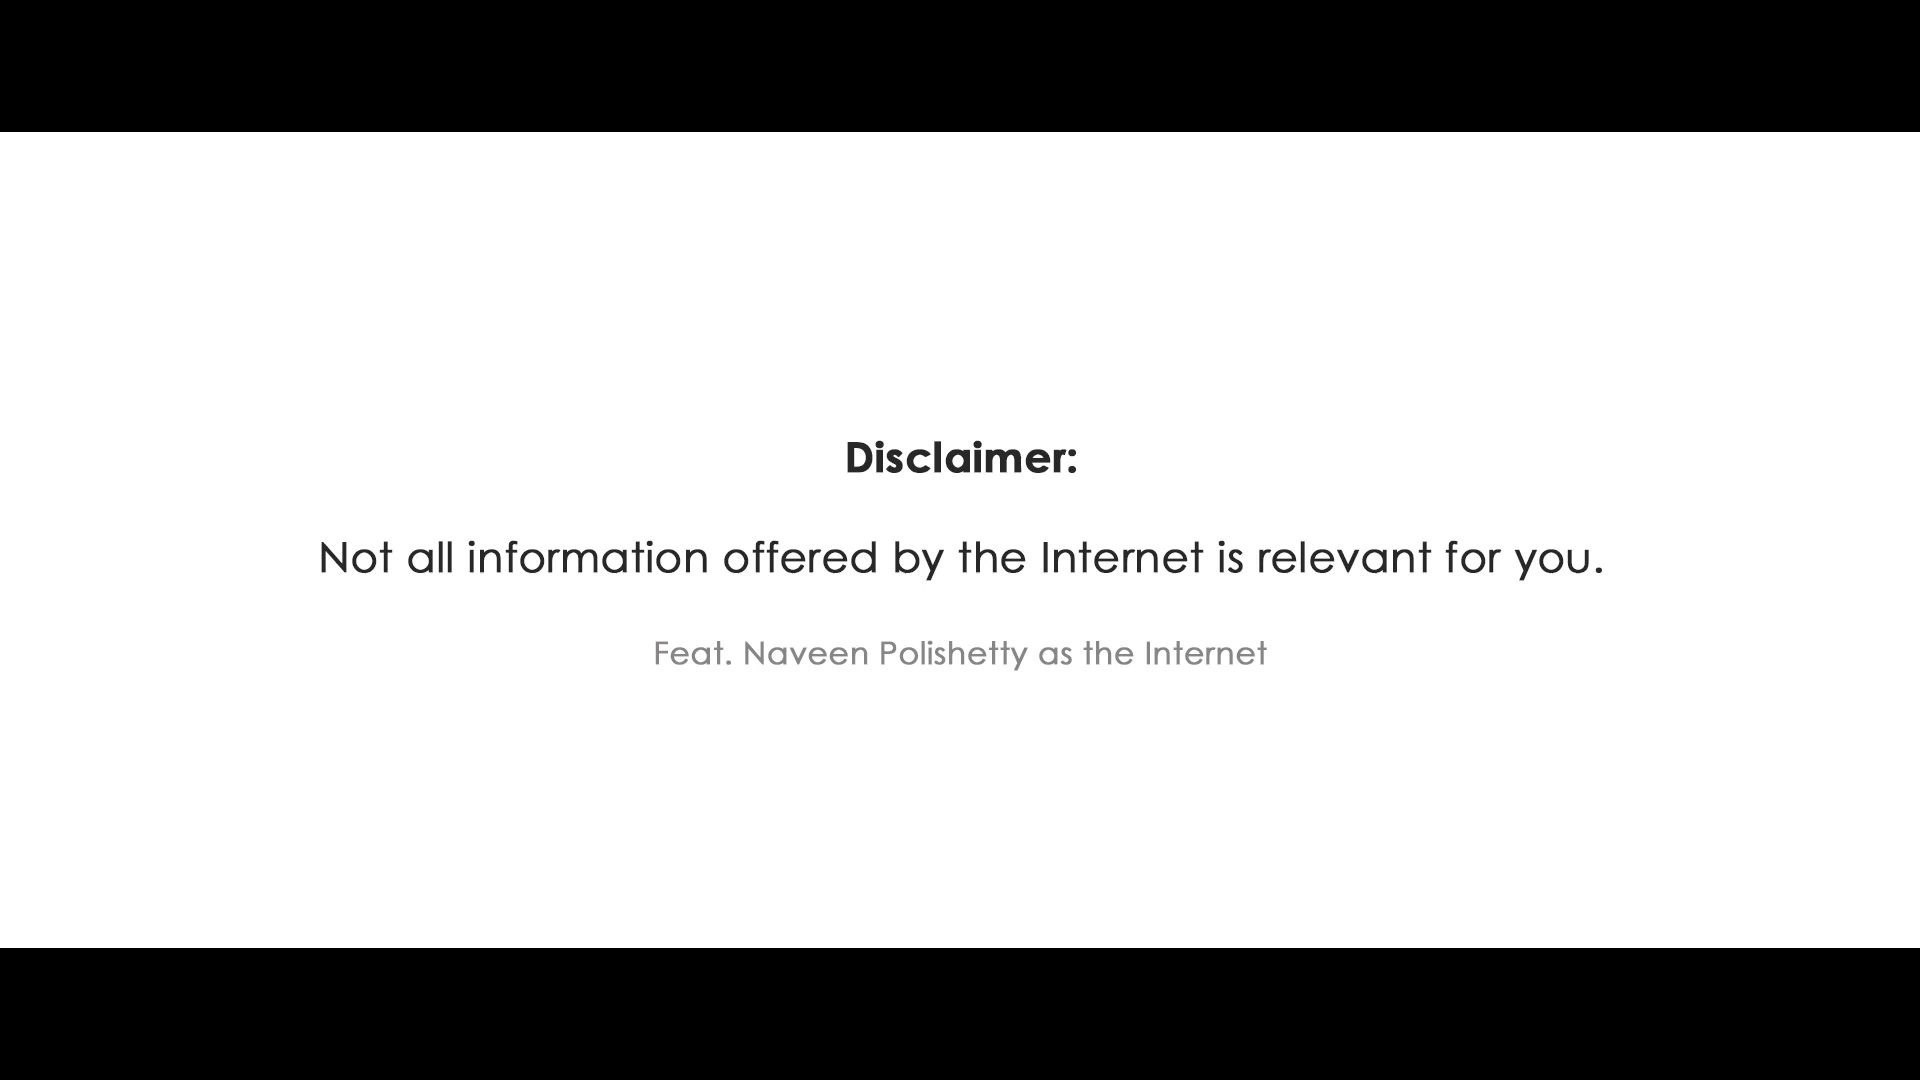 Disclaimer:
Not all information offered by the Internet is relevant for you.
Feat. Naveen Polishetty as the Internet